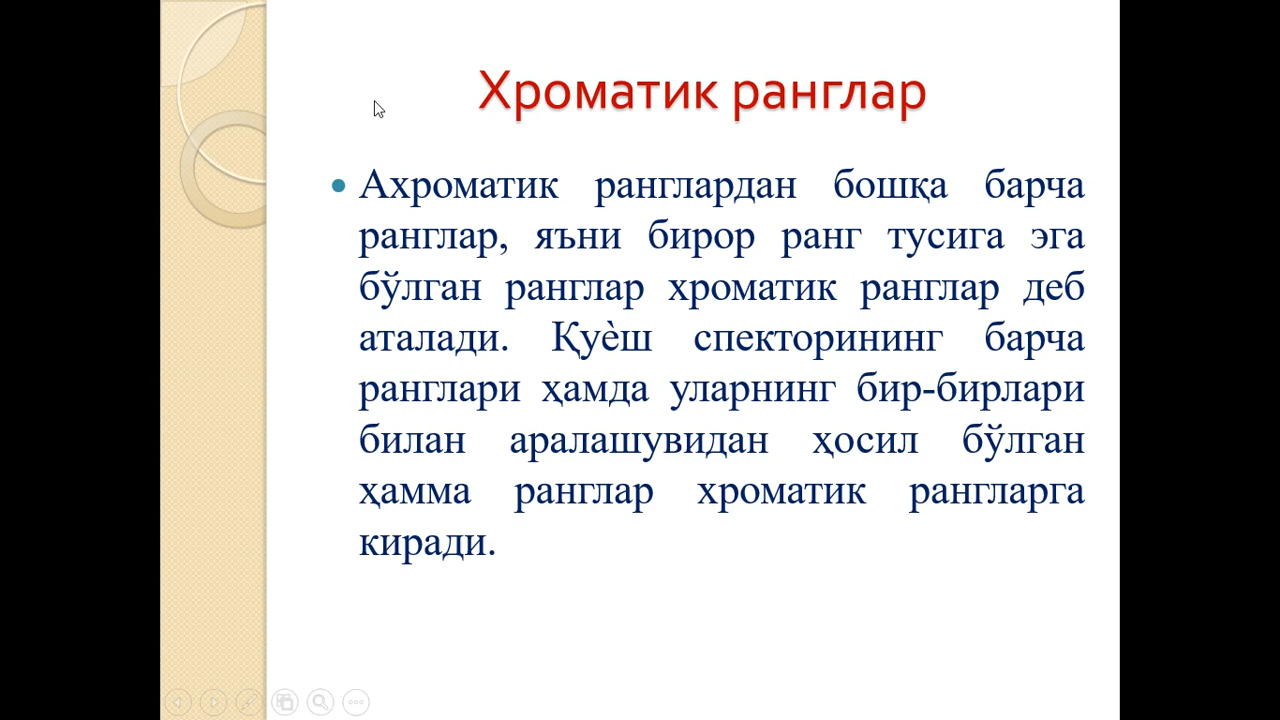 Хроматик ранглар
• Ахроматик ранглардан бошқа барча
ранглар, яъни бирор ранг тусига эга
бўлган ранглар хроматик ранглар деб
аталади. Қуѐш спекторининг барча
ранглари ҳамда уларнинг бир-бирлари
билан аралашувидан ҳосил бўлган
ҳамма ранглар хроматик рангларга
киради.